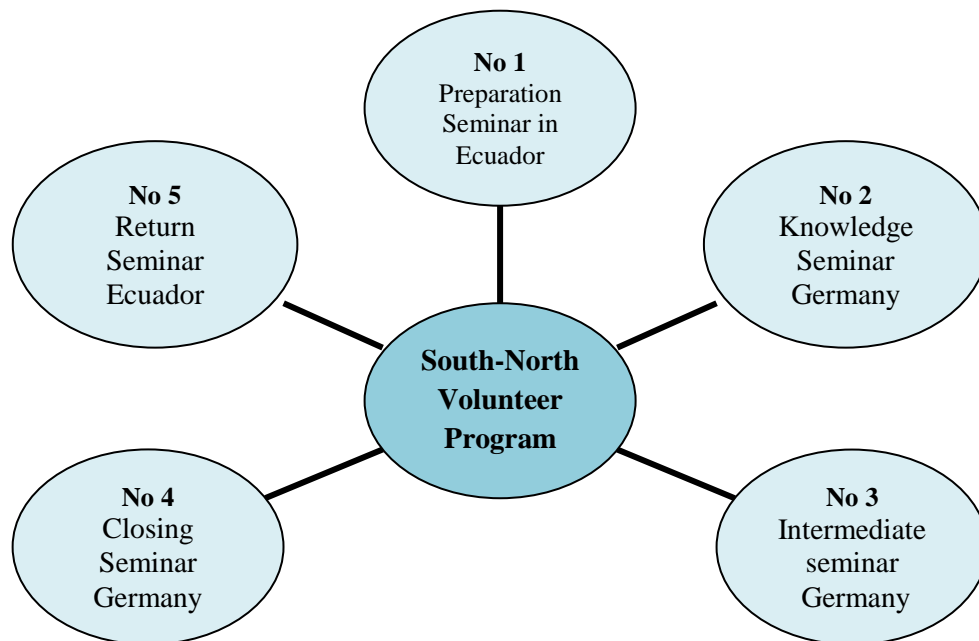 No 1
Preparation
Seminar in
Ecuador
No 5
Return
Seminar
Ecuador
No 2
Knowledge
Seminar
Germany
South-North
Volunteer
Program
No 4
Closing
Seminar
Germany
No 3
Intermediate
seminar
Germany